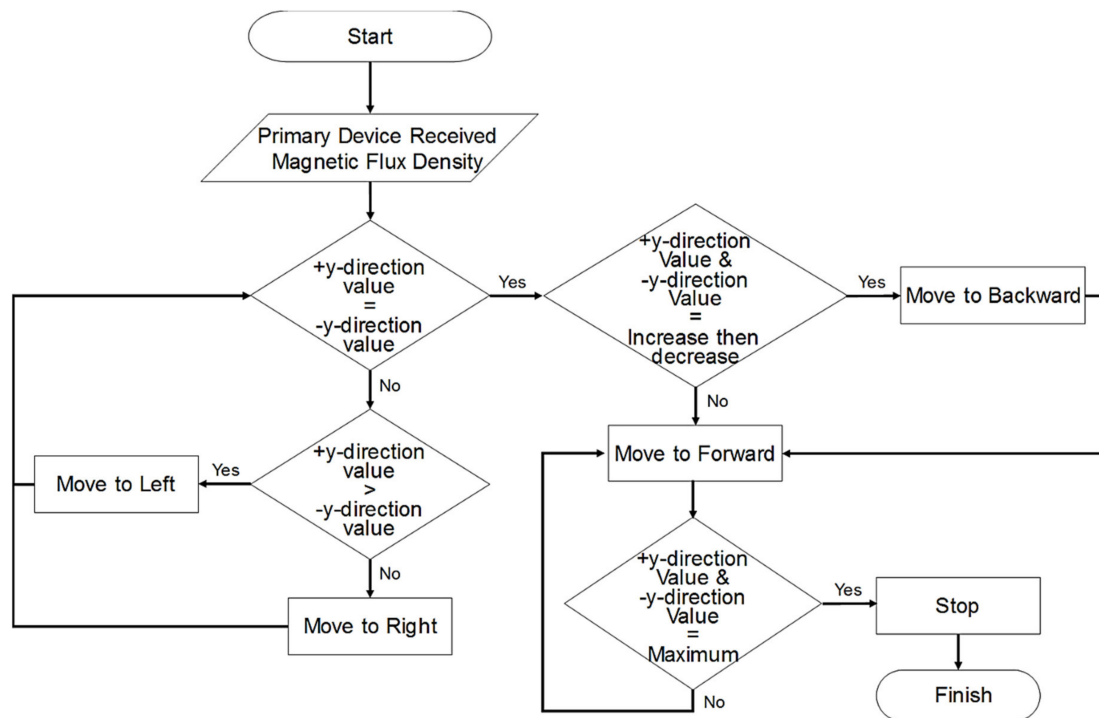 Start
Primary Device Received
Magnetic Flux Density
+y-direction
value
=
-y-direction
value
Yes
No
+y-direction
Value &
-y-direction
Value
=
Increase then
decrease
Yes
Move to Backward
No
+y-direction
value
>
-y-direction
value
Yes
Move to Left
No
Move to Right
Move to Forward
+y-direction
Value &
-y-direction
Value
=
Maximum
Yes
Stop
No
Finish